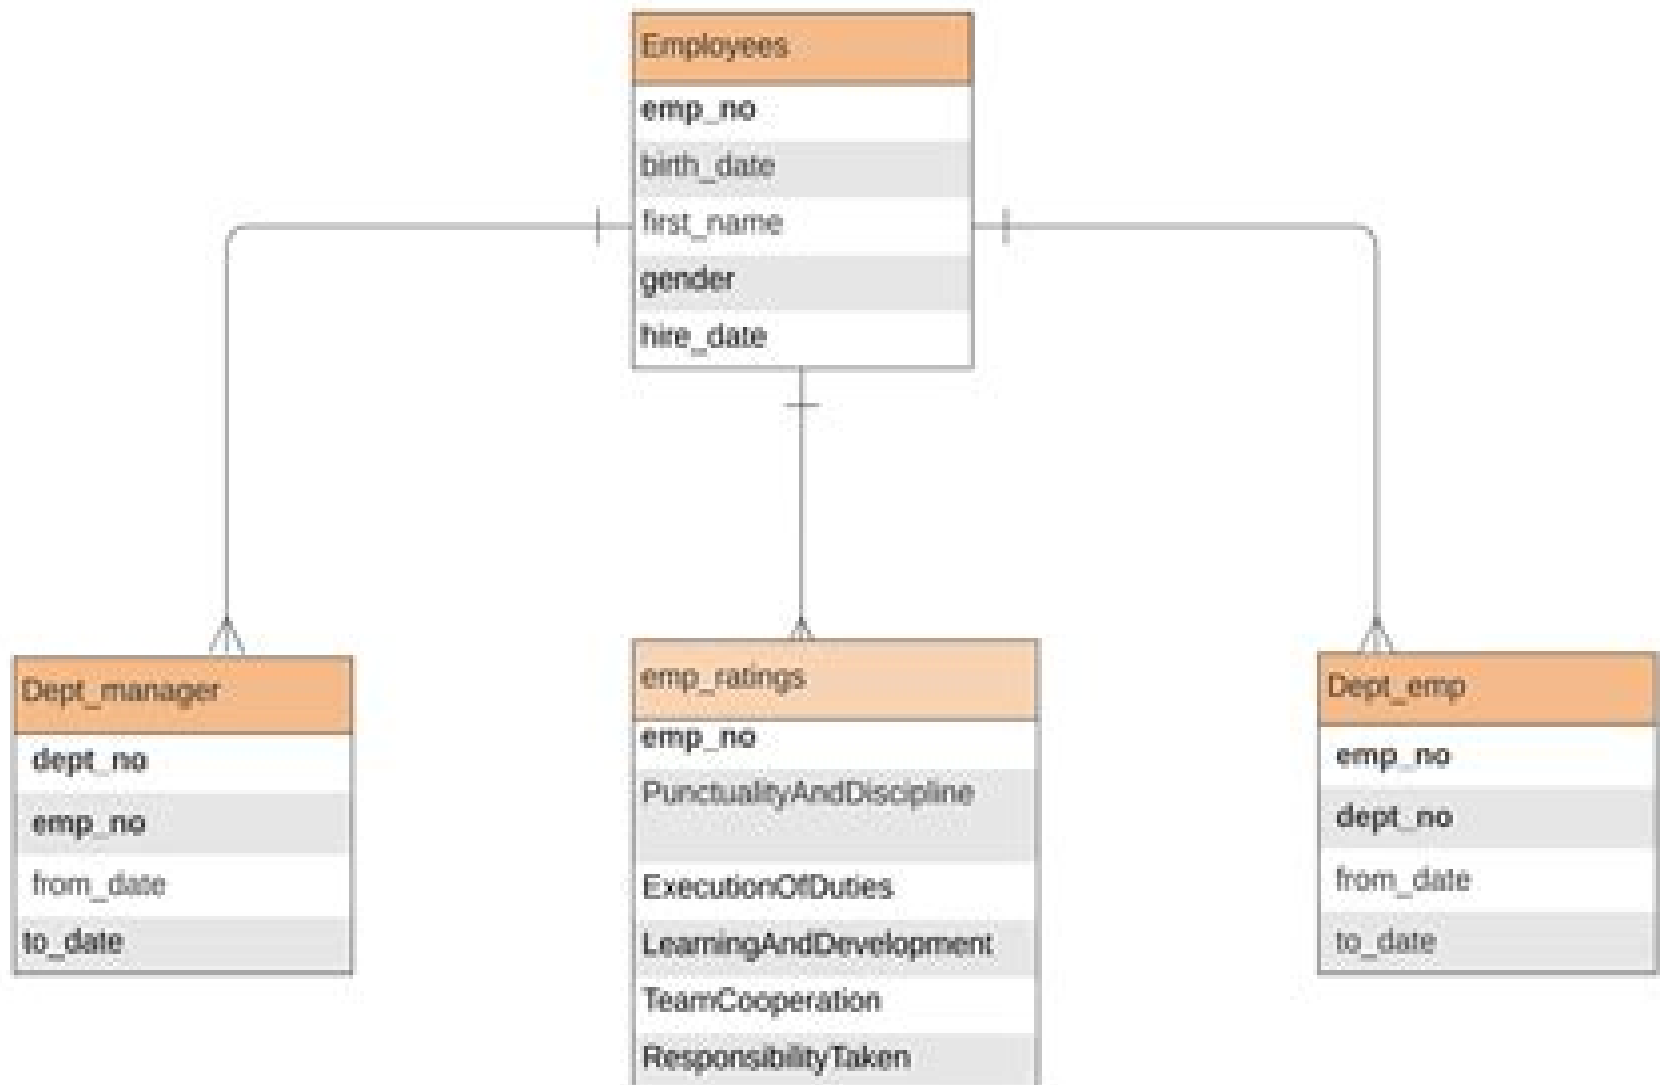 Employees
emp_no
birth_date
first_name
gender
hire_date
Dept_manager
dept_no
emp_no
from_date
to_date
emp_ratings
emp_no
PunctualityAndDiscipline
ExecutionOfDuties
LearningAndDevelopment
TeamCooperation
ResponsibilityTaken
Dept_emp
emp_no
dept_no
from_date
to_date